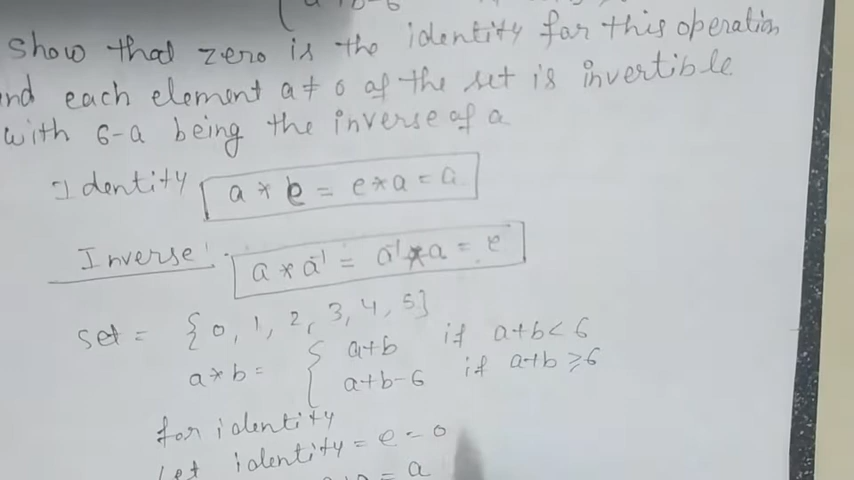 a+b-6
show that zero is the identity for this operation
and each element a ≠ 0 of the set is invertible
with 6-a being the inverse of a
Identity a * e = e * a = a
Inverse: a * a⁻¹ = a⁻¹ * a = e
set = {0, 1, 2, 3, 4, 5}
a * b = { a+b if a+b < 6
a+b-6 if a+b ≥ 6
for identity
Let identity = e = 0
= a